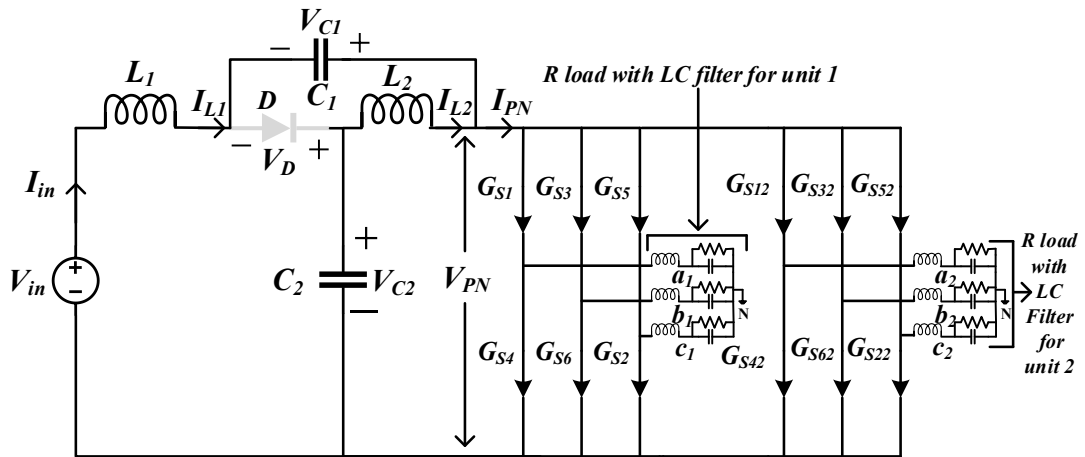 V_C1
− +
C_1
L_1
I_L1
D
− +
V_D
L_2
I_L2
I_PN
R load with LC filter for unit 1
I_in
V_in
+
-
C_2
+
V_C2
−
V_PN
G_S1
G_S3
G_S5
G_S12
G_S32
G_S52
a_1
b_1
c_1
N
G_S4
G_S6
G_S2
G_S42
G_S62
G_S22
a_2
b_2
c_2
N
R load
with
LC
Filter
for
unit 2